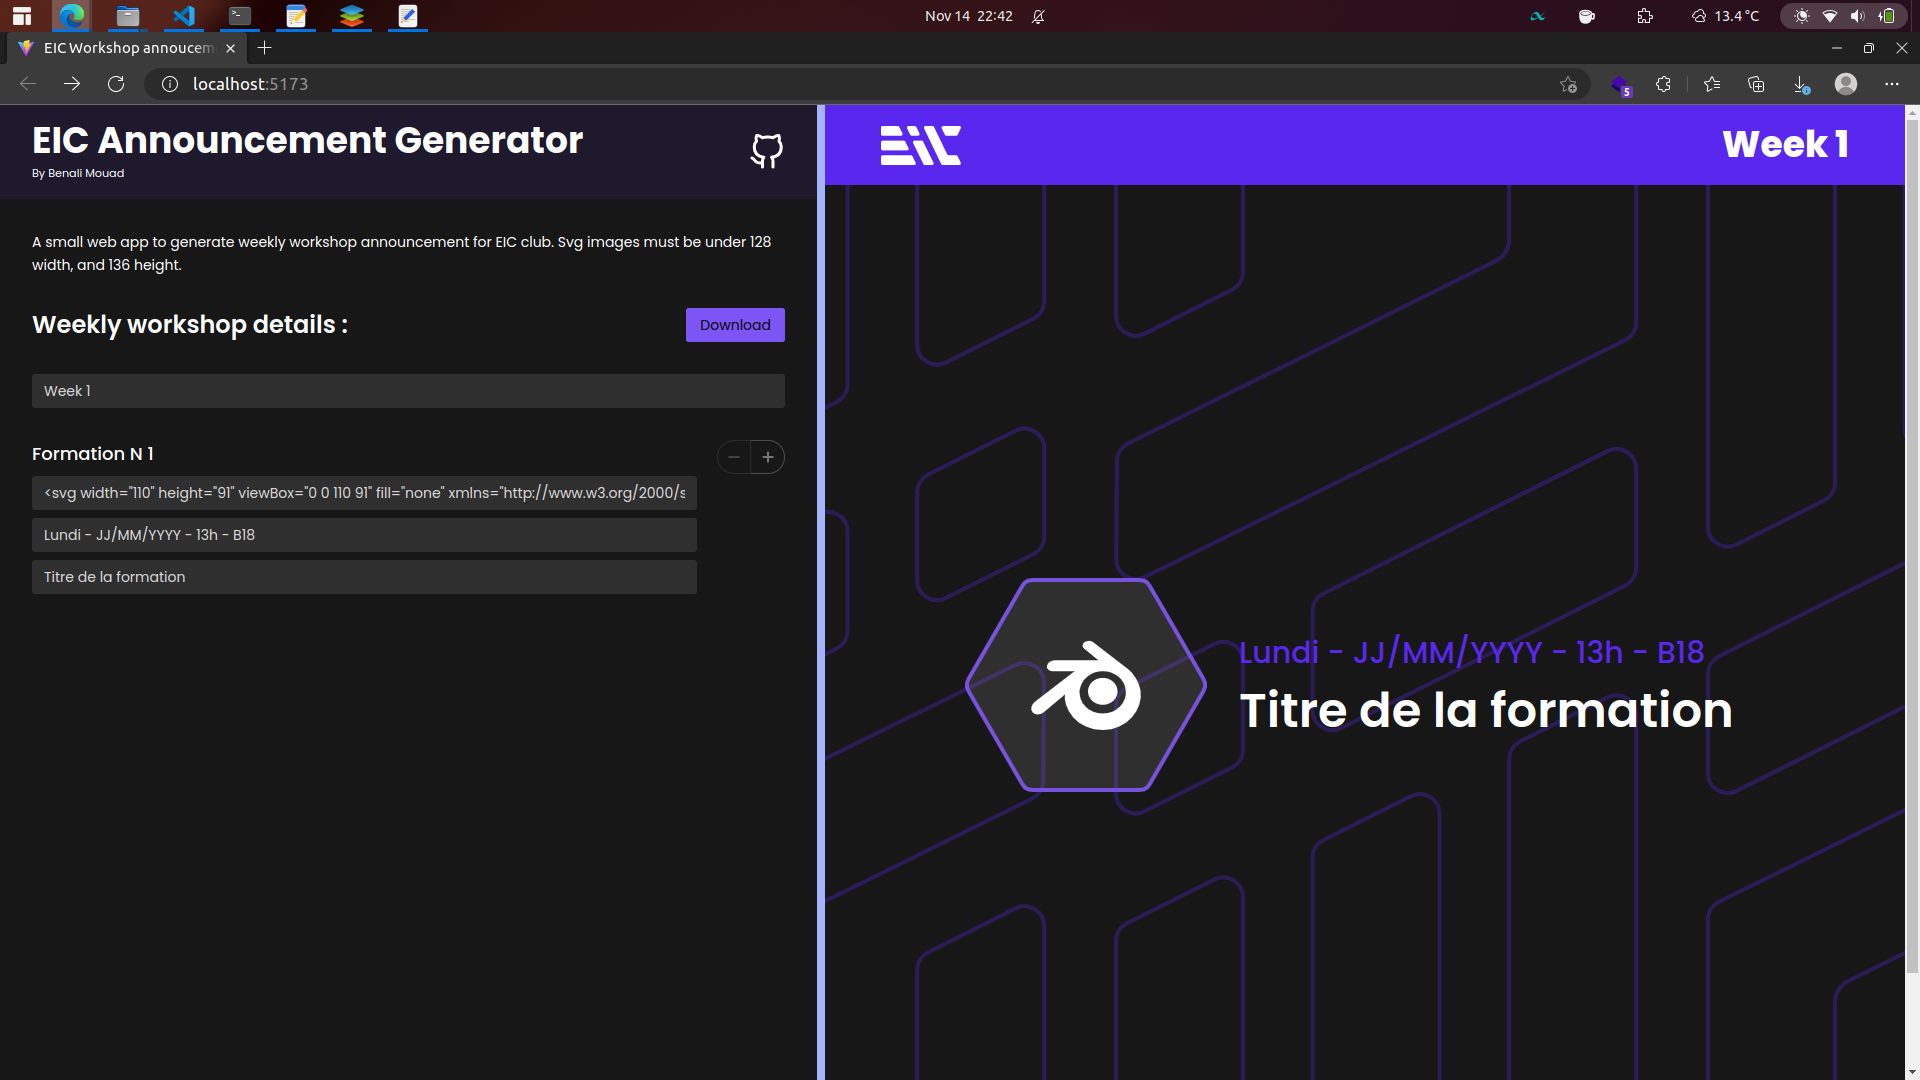 Nov 14 22:42
13.4 °C
EIC Workshop annoucem
localhost:5173
5
EIC Announcement Generator
By Benali Mouad
A small web app to generate weekly workshop announcement for EIC club. Svg images must be under 128
width, and 136 height.
Weekly workshop details :
Download
Week 1
Formation N 1
<svg width="110" height="91" viewBox="0 0 110 91" fill="none" xmlns="http://www.w3.org/2000/s
Lundi - JJ/MM/YYYY - 13h - B18
Titre de la formation
EIC
Week 1
Lundi - JJ/MM/YYYY - 13h - B18
Titre de la formation